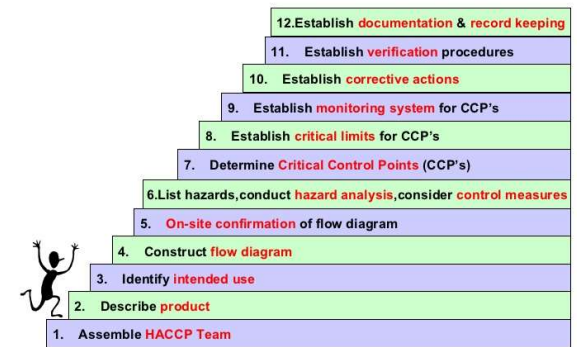 12.Establish documentation & record keeping
11. Establish verification procedures
10. Establish corrective actions
9. Establish monitoring system for CCP's
8. Establish critical limits for CCP's
7. Determine Critical Control Points (CCP's)
6.List hazards,conduct hazard analysis,consider control measures
5. On-site confirmation of flow diagram
4. Construct flow diagram
3. Identify intended use
2. Describe product
1. Assemble HACCP Team